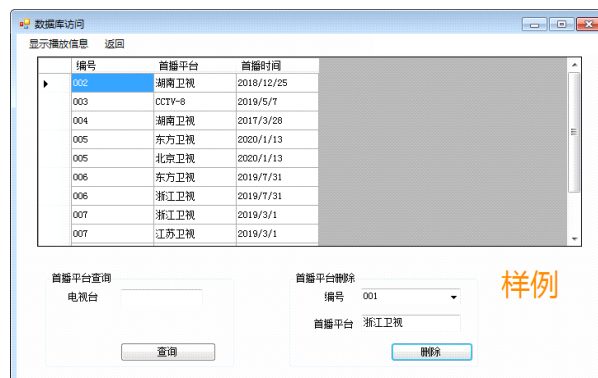 数据库访问
显示播放信息 返回
编号 首播平台 首播时间
002 湖南卫视 2018/12/25
003 CCTV-8 2019/5/7
004 湖南卫视 2017/3/28
005 东方卫视 2020/1/13
005 北京卫视 2020/1/13
006 东方卫视 2019/7/31
006 浙江卫视 2019/7/31
007 浙江卫视 2019/3/1
007 江苏卫视 2019/3/1
首播平台查询 首播平台删除 样例
电视台 编号 001
首播平台 浙江卫视
查询 删除